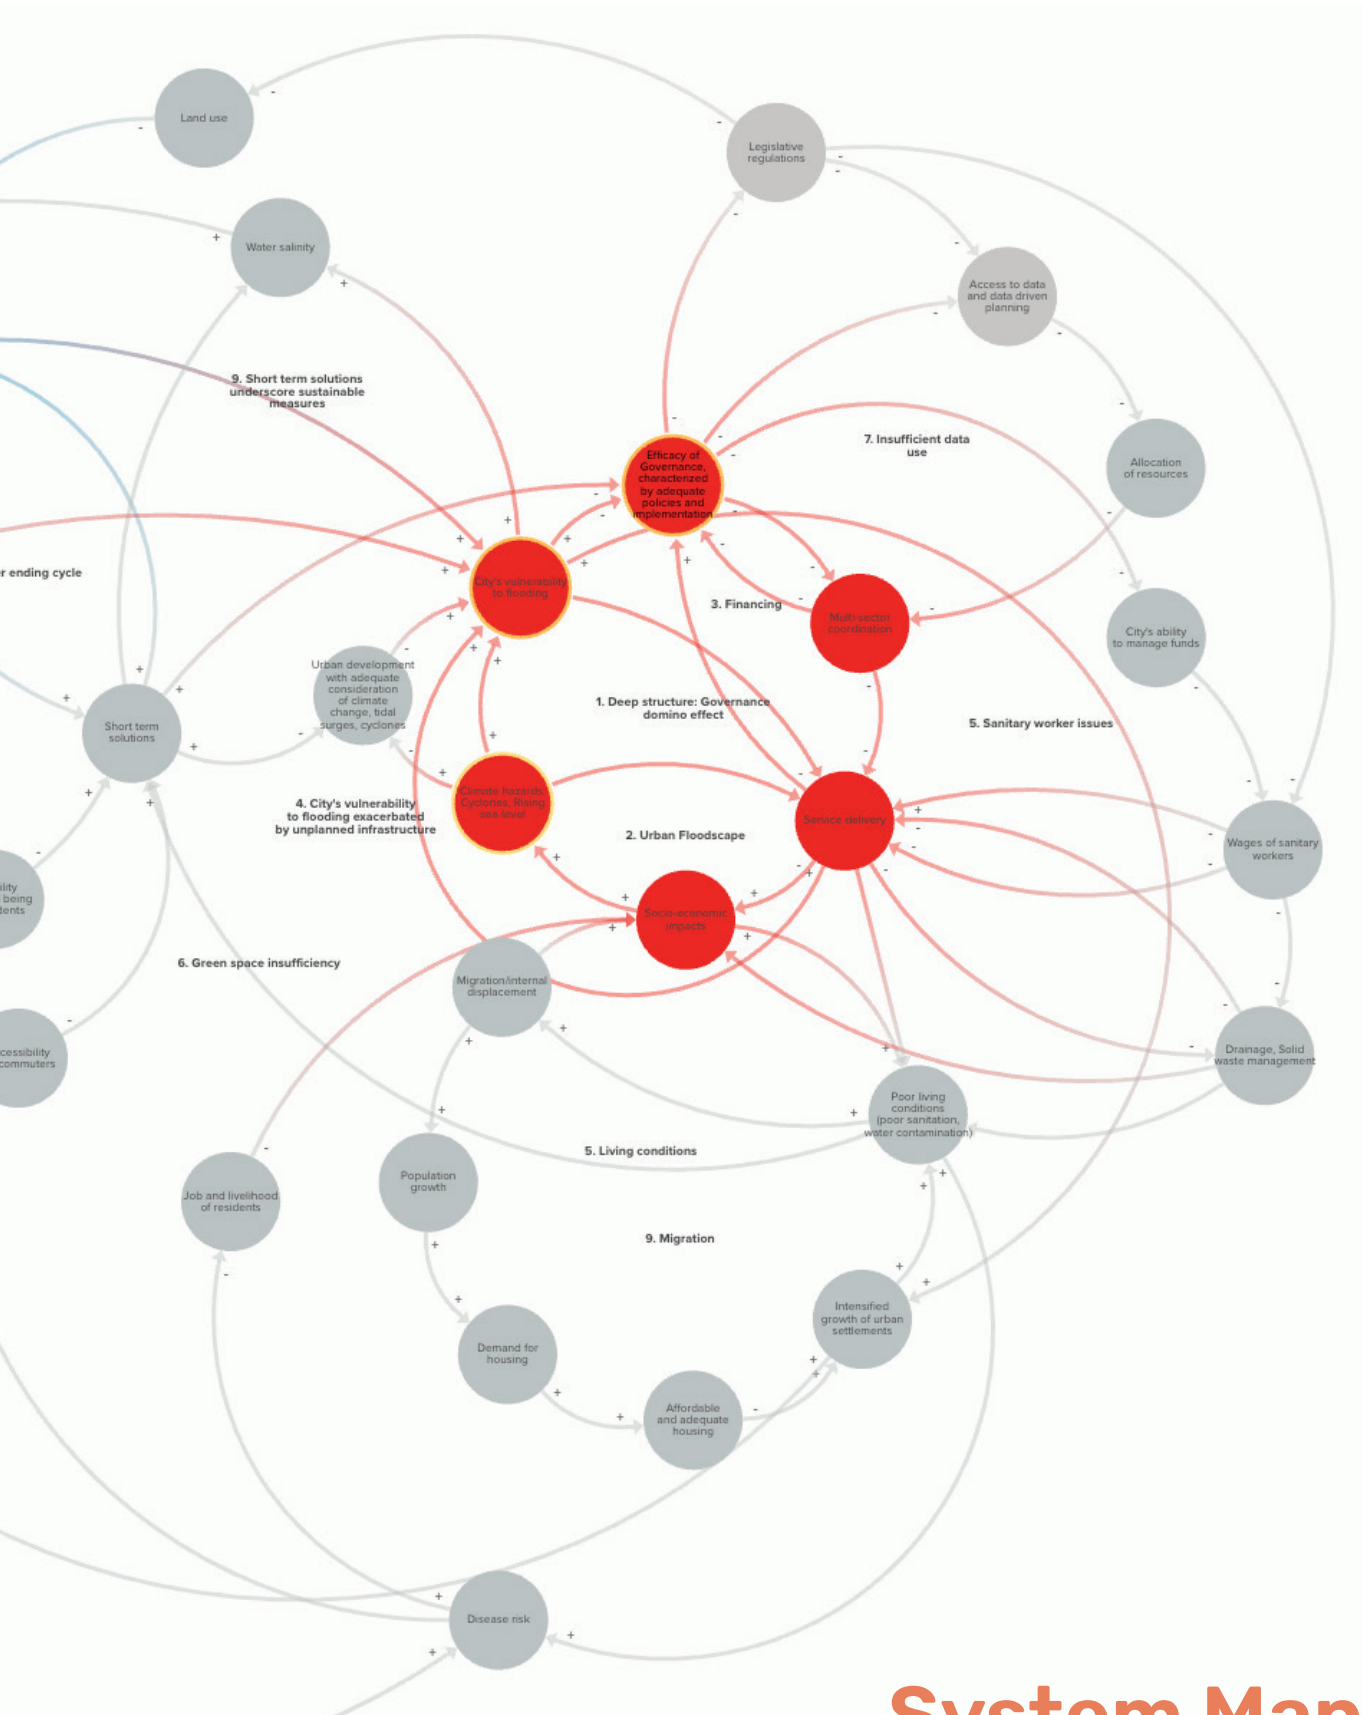 Land use
Legislative
regulations
Water salinity
Access to data
and data driven
planning
9. Short term solutions
underscore sustainable
measures
7. Insufficient data
use
Efficacy of
Governance,
characterized
by adequate
policies and
implementation
Allocation
of resources
r ending cycle
City's vulnerability
to flooding
3. Financing
Multi-sector
coordination
City's ability
to manage funds
Urban development
with adequate
consideration
of climate
change, tidal
surges, cyclones
1. Deep structure: Governance
domino effect
5. Sanitary worker issues
Short term
solutions
Climate hazards:
Cyclones, Rising
sea level
4. City's vulnerability
to flooding exacerbated
by unplanned infrastructure
2. Urban Floodscape
Service delivery
Wages of sanitary
workers
ility
being
dents
Socio-economic
impacts
6. Green space insufficiency
Migration/internal
displacement
cessibility
commuters
Drainage, Solid
waste management
Poor living
conditions
(poor sanitation,
water contamination)
5. Living conditions
Population
growth
Job and livelihood
of residents
9. Migration
Intensified
growth of urban
settlements
Demand for
housing
Affordable
and adequate
housing
Disease risk
System Map